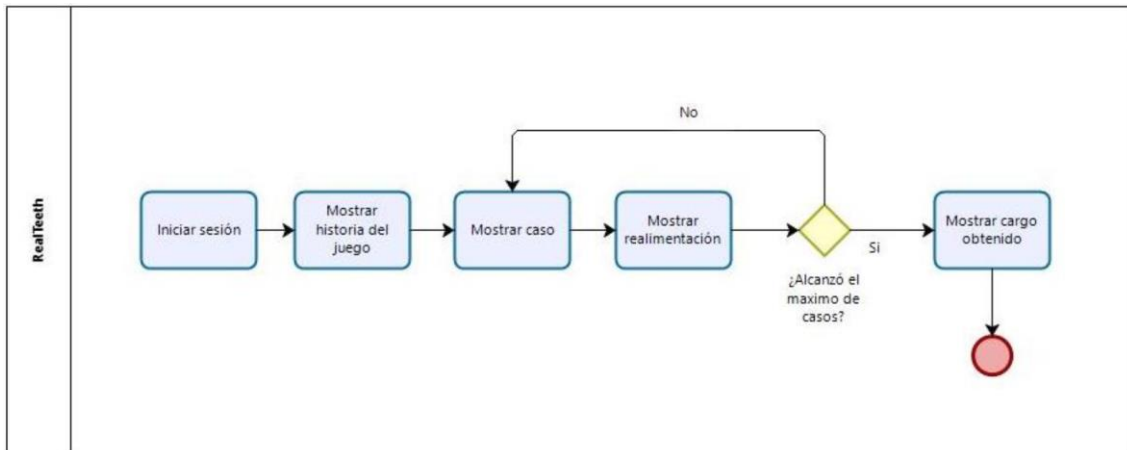 RealTeeth
No
Iniciar sesión
Mostrar
historia del
juego
Mostrar caso
Mostrar
realimentación
¿Alcanzó el
maximo de
casos?
Si
Mostrar cargo
obtenido